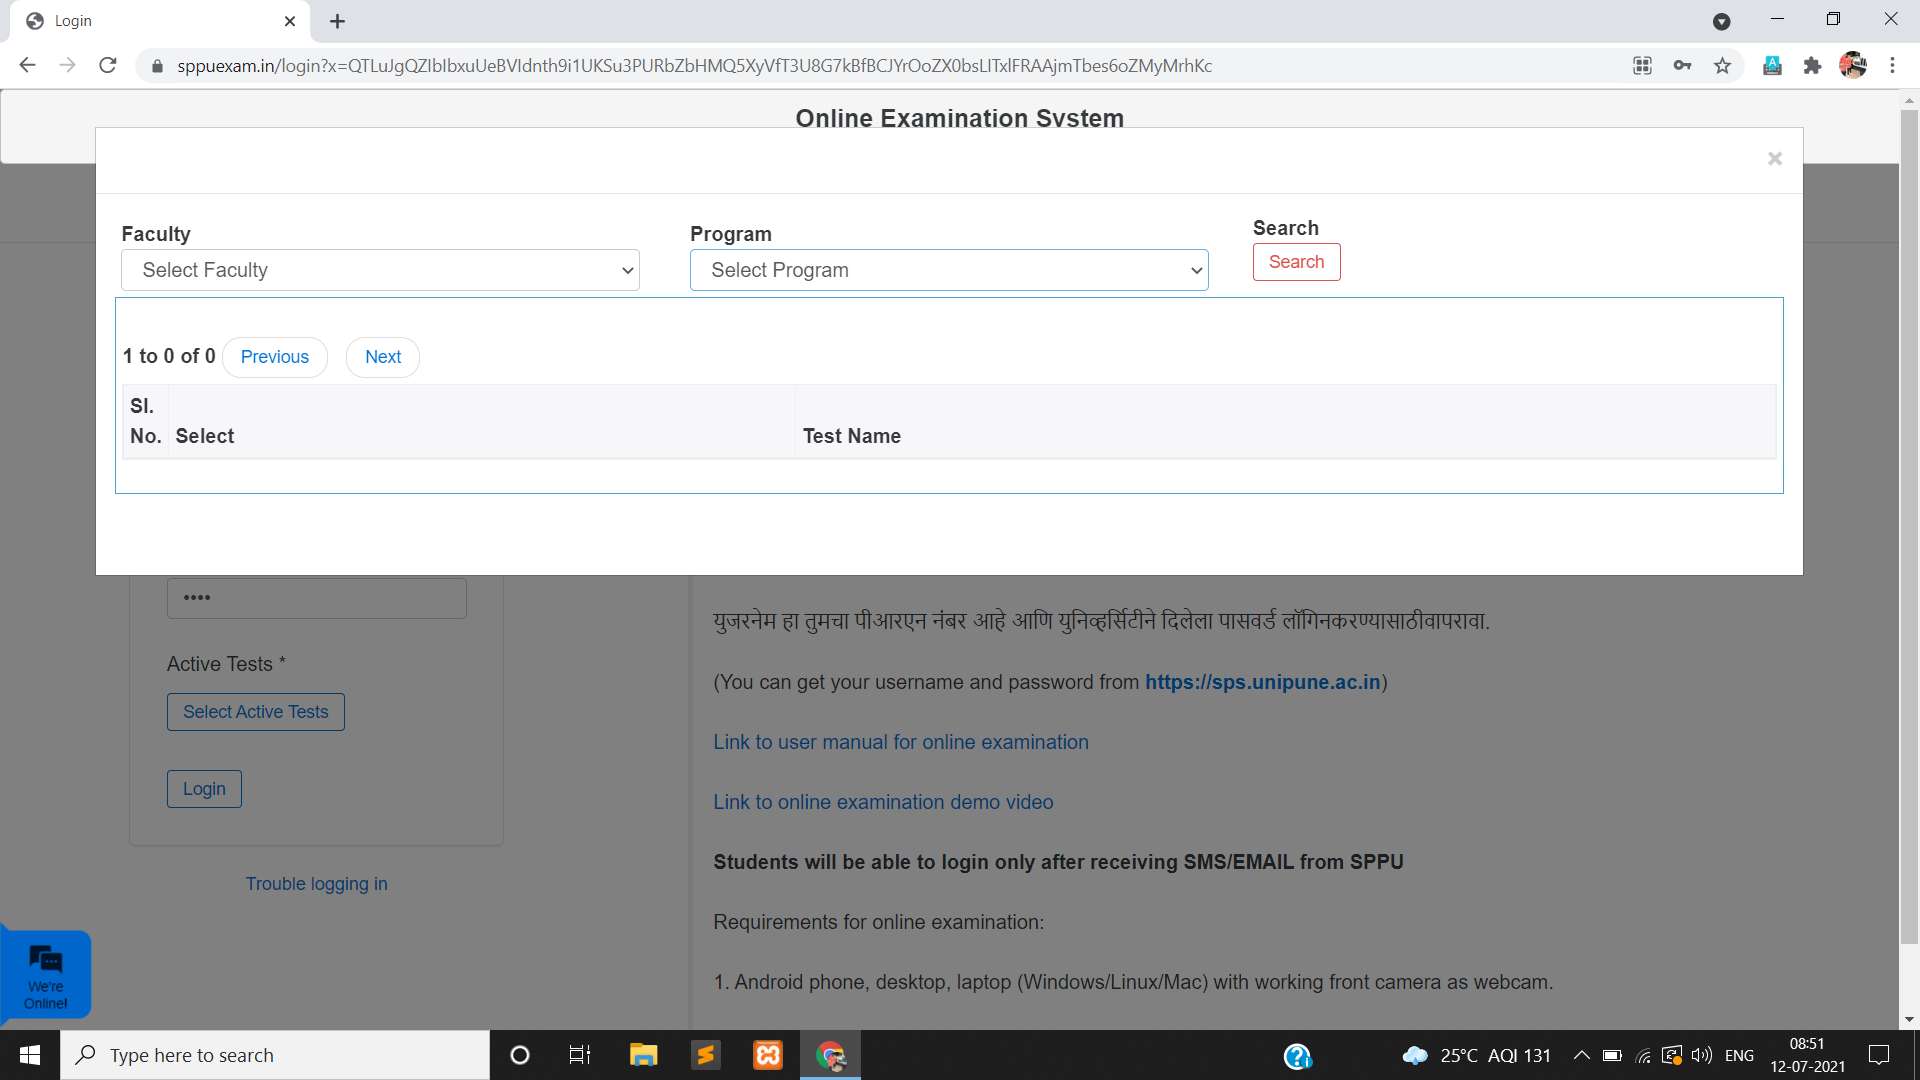 Login
sppuexam.in/login?x=QTLuJgQZIbIbxuUeBVIdnth9i1UKSu3PURbZbHMQ5XyVfT3U8G7kBfBCJYrOoZX0bsLITxlFRAAjmTbes6oZMyMrhKc
Online Examination System
×
Faculty
Program
Search
Select Faculty
Select Program
Search
1 to 0 of 0 Previous Next
Sl.
No. Select Test Name
••••
Active Tests *
Select Active Tests
Login
Trouble logging in
युजरनेम हा तुमचा पीआरएन नंबर आहे आणि युनिव्हर्सिटीने दिलेला पासवर्ड लॉगिनकरण्यासाठीवापरावा.
(You can get your username and password from https://sps.unipune.ac.in)
Link to user manual for online examination
Link to online examination demo video
Students will be able to login only after receiving SMS/EMAIL from SPPU
Requirements for online examination:
1. Android phone, desktop, laptop (Windows/Linux/Mac) with working front camera as webcam.
We're
Online!
Type here to search
25°C AQI 131
ENG
08:51
12-07-2021